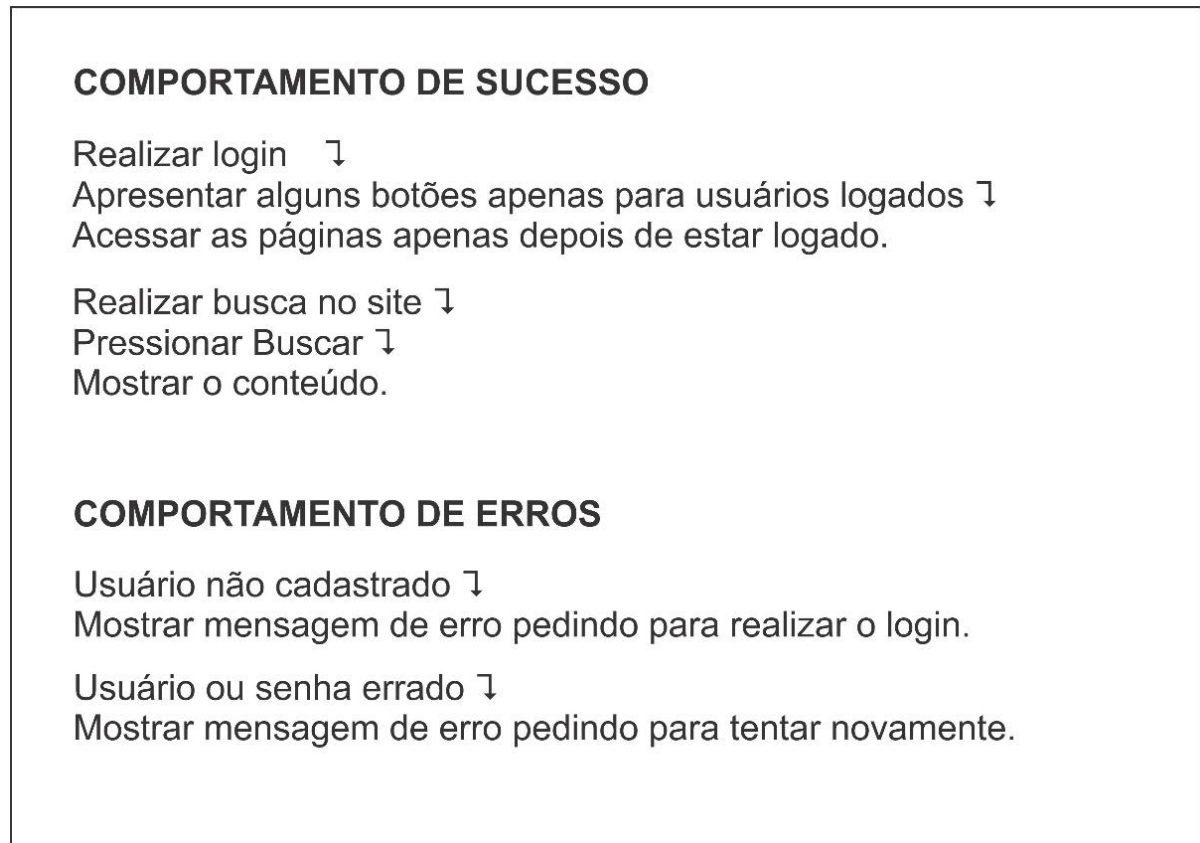 COMPORTAMENTO DE SUCESSO
Realizar login ↴
Apresentar alguns botões apenas para usuários logados ↴
Acessar as páginas apenas depois de estar logado.
Realizar busca no site ↴
Pressionar Buscar ↴
Mostrar o conteúdo.
COMPORTAMENTO DE ERROS
Usuário não cadastrado ↴
Mostrar mensagem de erro pedindo para realizar o login.
Usuário ou senha errado ↴
Mostrar mensagem de erro pedindo para tentar novamente.